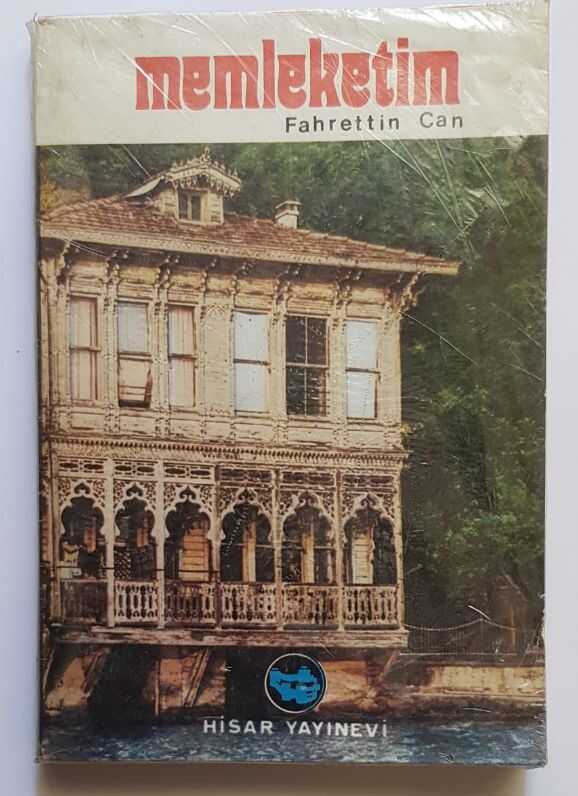 memleketim
Fahrettin Can
HİSAR YAYINEVİ